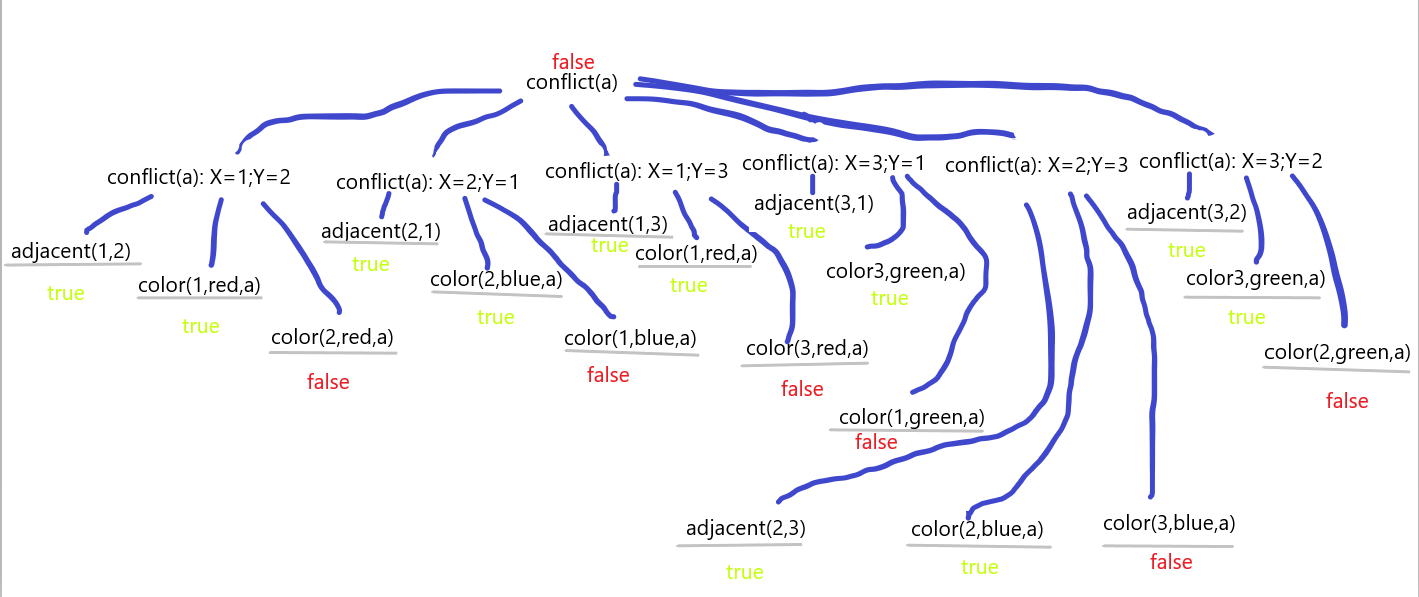 false
conflict(a)
conflict(a): X=1;Y=2
conflict(a): X=2;Y=1
conflict(a): X=1;Y=3
conflict(a): X=3;Y=1
conflict(a): X=2;Y=3
conflict(a): X=3;Y=2
adjacent(1,2)
true
color(1,red,a)
true
color(2,red,a)
false
adjacent(2,1)
true
color(2,blue,a)
true
color(1,blue,a)
false
adjacent(1,3)
true
color(1,red,a)
true
color(3,red,a)
false
adjacent(3,1)
true
color3,green,a)
true
color(1,green,a)
false
adjacent(2,3)
true
color(2,blue,a)
true
color(3,blue,a)
false
adjacent(3,2)
true
color3,green,a)
true
color(2,green,a)
false